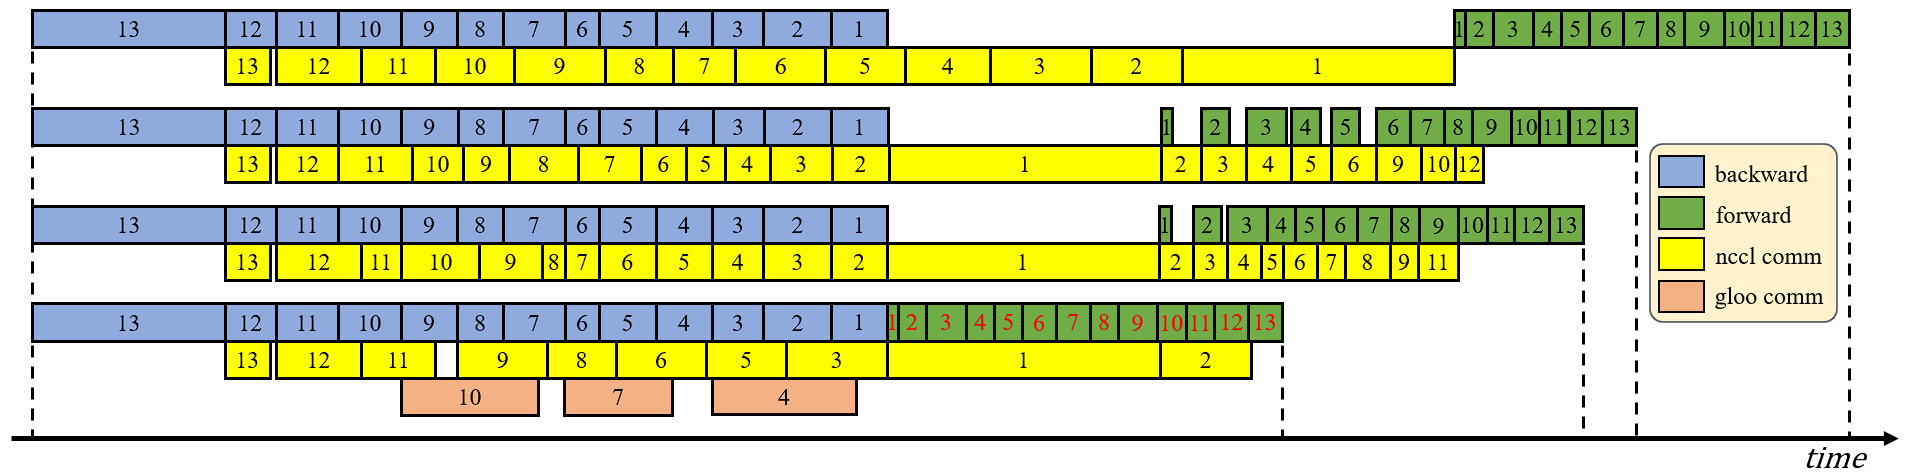 13 12 11 10 9 8 7 6 5 4 3 2 1 1 2 3 4 5 6 7 8 9 10 11 12 13
13 12 11 10 9 8 7 6 5 4 3 2 1
13 12 11 10 9 8 7 6 5 4 3 2 1 1 2 3 4 5 6 7 8 9 10 11 12 13
13 12 11 10 9 8 7 6 5 4 3 2 1 2 3 4 5 6 9 10 12
backward
forward
nccl comm
gloo comm
13 12 11 10 9 8 7 6 5 4 3 2 1 1 2 3 4 5 6 7 8 9 10 11 12 13
13 12 11 10 9 8 7 6 5 4 3 2 1 2 3 4 5 6 7 8 9 11
13 12 11 10 9 8 7 6 5 4 3 2 1 1 2 3 4 5 6 7 8 9 10 11 12 13
13 12 11 9 8 6 5 3 1 2
10 7 4
time